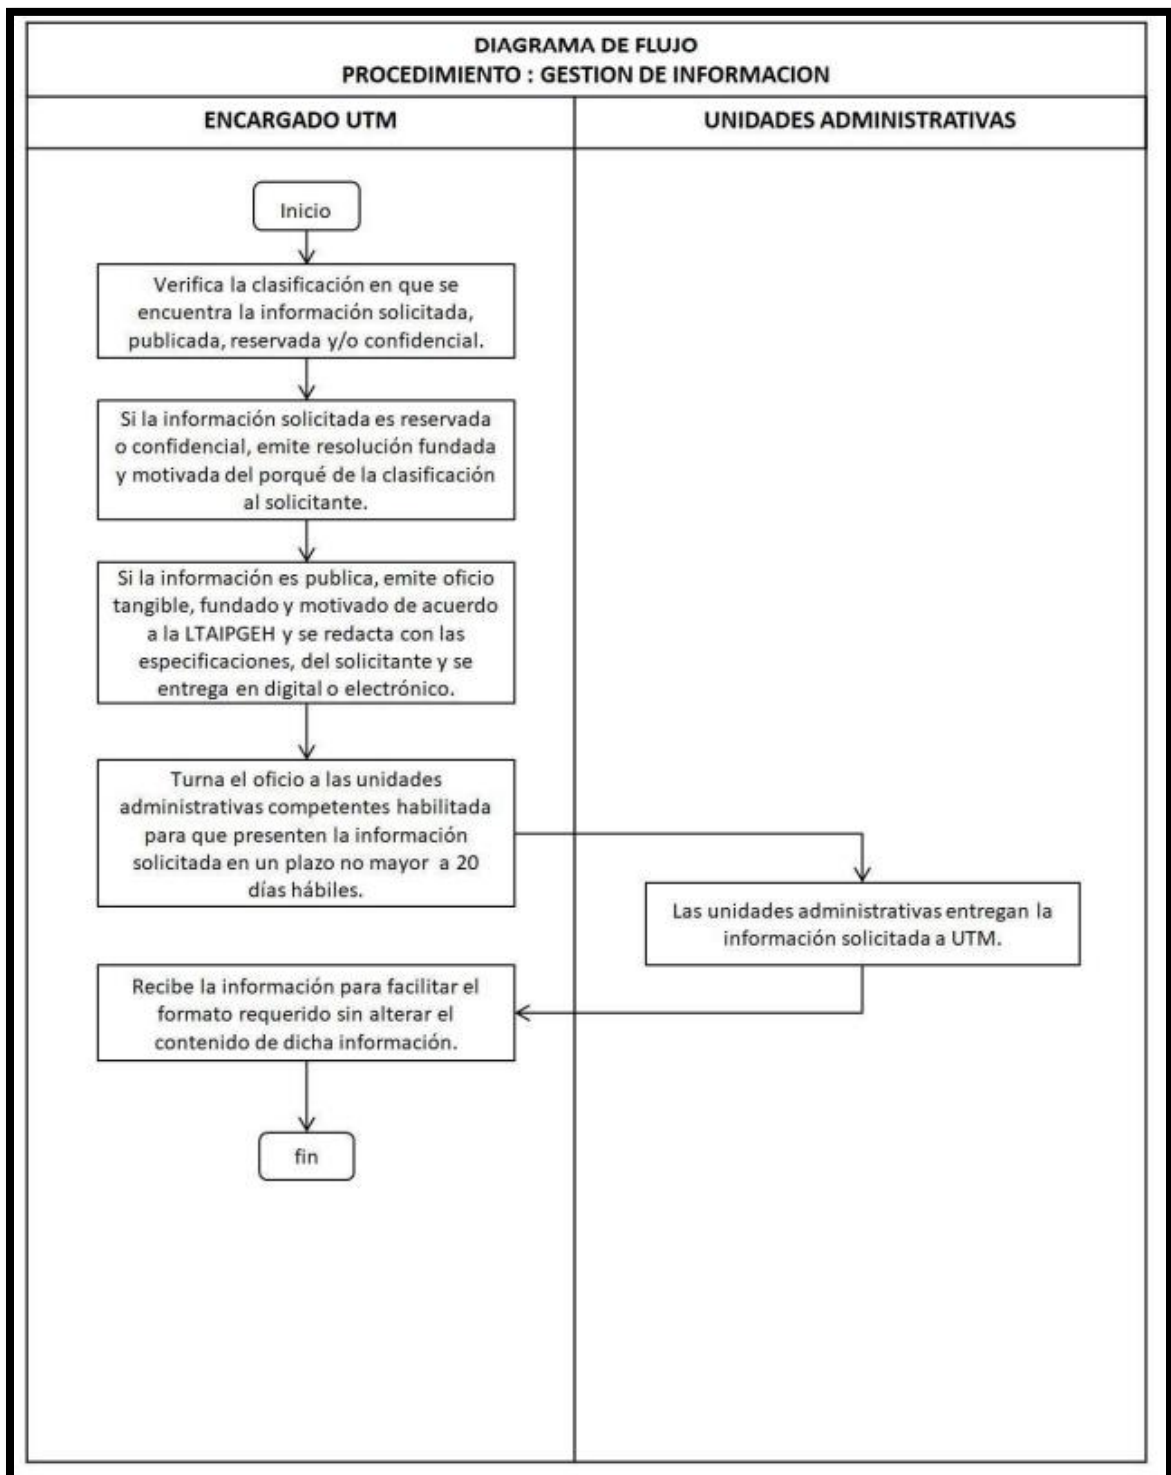 DIAGRAMA DE FLUJO
PROCEDIMIENTO : GESTION DE INFORMACION
ENCARGADO UTM
UNIDADES ADMINISTRATIVAS
Inicio
Verifica la clasificación en que se
encuentra la información solicitada,
publicada, reservada y/o confidencial.
Si la información solicitada es reservada
o confidencial, emite resolución fundada
y motivada del porqué de la clasificación
al solicitante.
Si la información es publica, emite oficio
tangible, fundado y motivado de acuerdo
a la LTAIPGEH y se redacta con las
especificaciones, del solicitante y se
entrega en digital o electrónico.
Turna el oficio a las unidades
administrativas competentes habilitada
para que presenten la información
solicitada en un plazo no mayor a 20
días hábiles.
Las unidades administrativas entregan la
información solicitada a UTM.
Recibe la información para facilitar el
formato requerido sin alterar el
contenido de dicha información.
fin